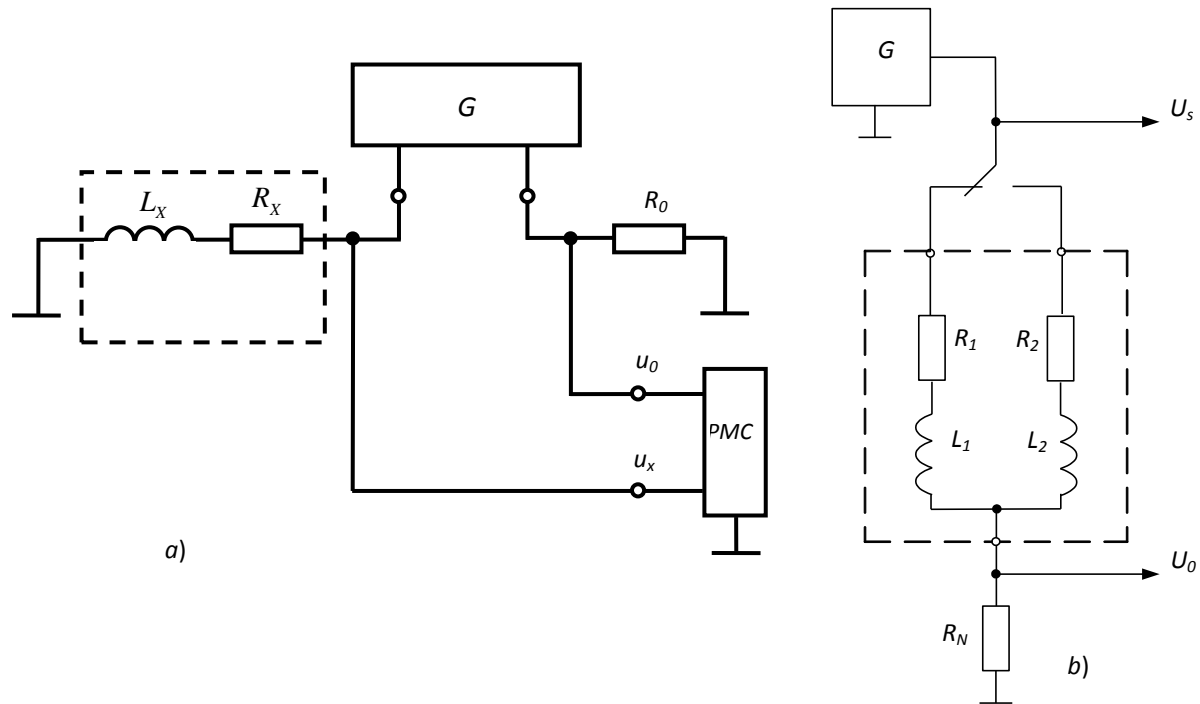 G
L_X
R_X
R_0
u_0
PMC
u_x
a)
G
U_s
R_1
R_2
L_1
L_2
U_0
R_N
b)